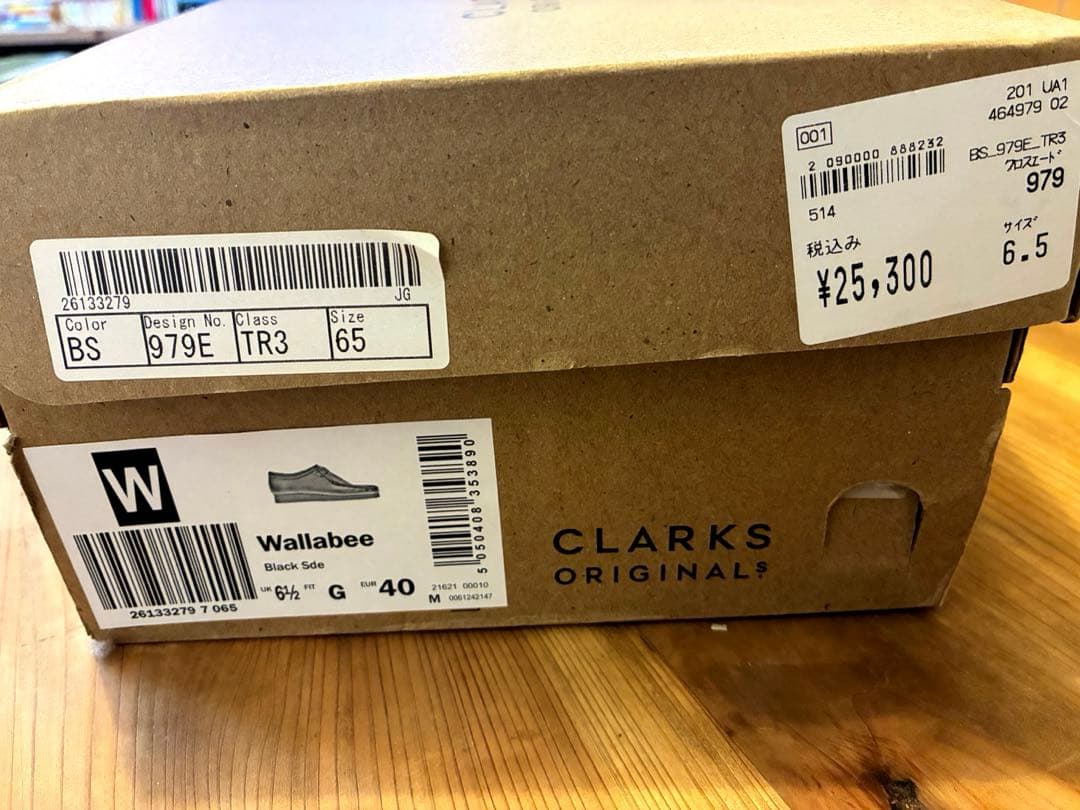 CLARKS
201 UA1
464979 02
001
2 090000 888232
BS_979E_TR3
クロスエード
979
514
税込み
¥25,300
サイズ
6.5
26133279
JG
Color Design No. Class Size
BS 979E TR3 65
W
Wallabee
Black Sde
UK 6½ FIT G EUR 40
26133279 7 065
5 050408 353890
21621 00010
M 0061242147
CLARKS
ORIGINALS.